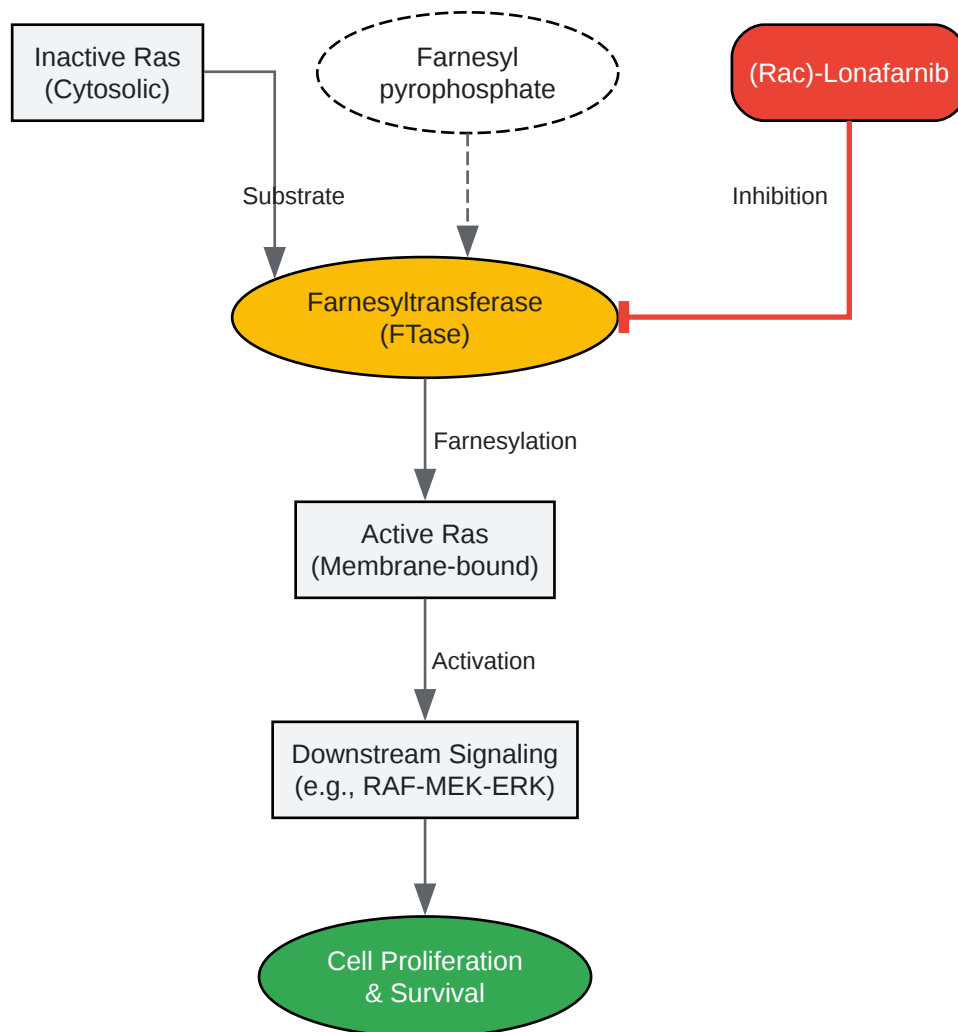 Inactive Ras
(Cytosolic)
Farnesyl
pyrophosphate
(Rac)-Lonafarnib
Substrate
Inhibition
Farnesyltransferase
(FTase)
Farnesylation
Active Ras
(Membrane-bound)
Activation
Downstream Signaling
(e.g., RAF-MEK-ERK)
Cell Proliferation
& Survival